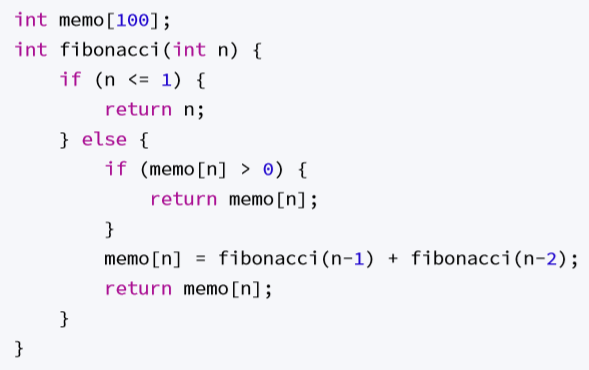 int memo[100];
int fibonacci(int n) {
    if (n <= 1) {
        return n;
    } else {
        if (memo[n] > 0) {
            return memo[n];
        }
        memo[n] = fibonacci(n-1) + fibonacci(n-2);
        return memo[n];
    }
}